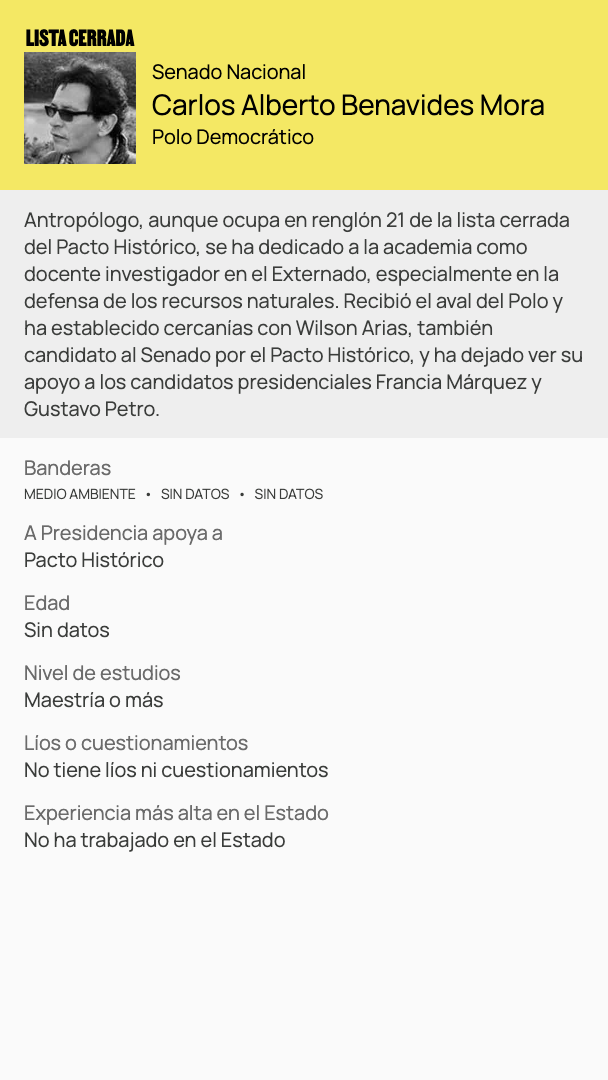 LISTA CERRADA
Senado Nacional
Carlos Alberto Benavides Mora
Polo Democrático
Antropólogo, aunque ocupa en renglón 21 de la lista cerrada
del Pacto Histórico, se ha dedicado a la academia como
docente investigador en el Externado, especialmente en la
defensa de los recursos naturales. Recibió el aval del Polo y
ha establecido cercanías con Wilson Arias, también
candidato al Senado por el Pacto Histórico, y ha dejado ver su
apoyo a los candidatos presidenciales Francia Márquez y
Gustavo Petro.
Banderas
MEDIO AMBIENTE • SIN DATOS • SIN DATOS
A Presidencia apoya a
Pacto Histórico
Edad
Sin datos
Nivel de estudios
Maestría o más
Líos o cuestionamientos
No tiene líos ni cuestionamientos
Experiencia más alta en el Estado
No ha trabajado en el Estado